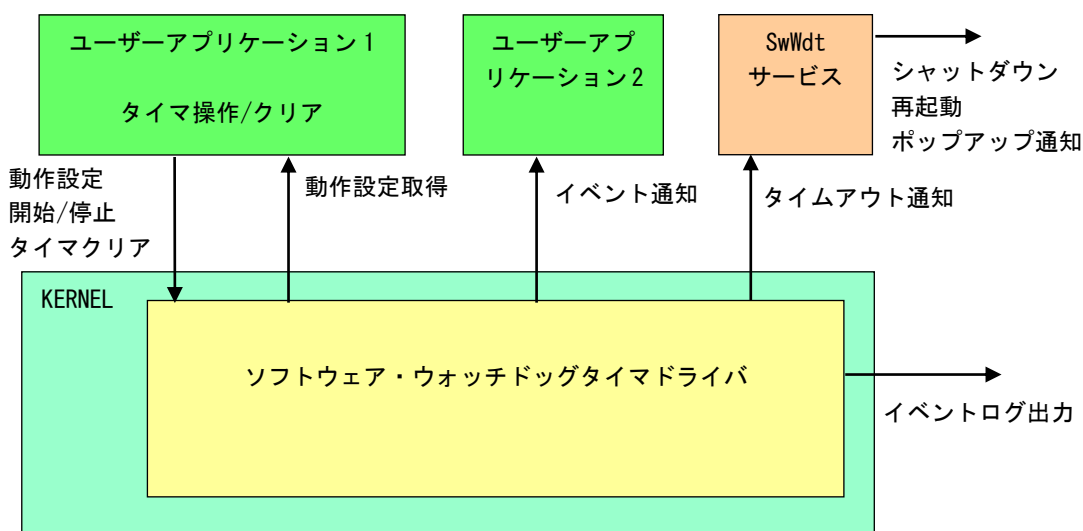 ユーザーアプリケーション1
タイマ操作/クリア
ユーザーアプ
リケーション2
SwWdt
サービス
シャットダウン
再起動
ポップアップ通知
動作設定
開始/停止
タイマクリア
動作設定取得
イベント通知
タイムアウト通知
KERNEL
ソフトウェア・ウォッチドッグタイマドライバ
イベントログ出力